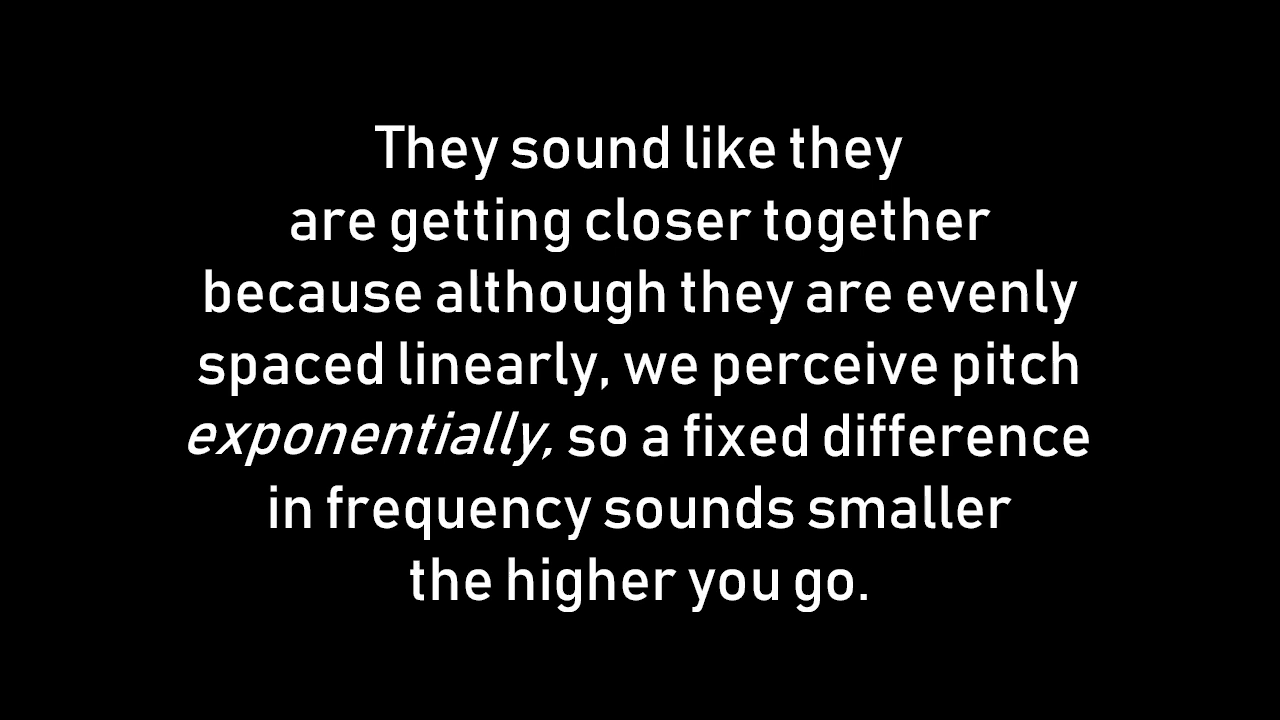 They sound like they
are getting closer together
because although they are evenly
spaced linearly, we perceive pitch
exponentially, so a fixed difference
in frequency sounds smaller
the higher you go.